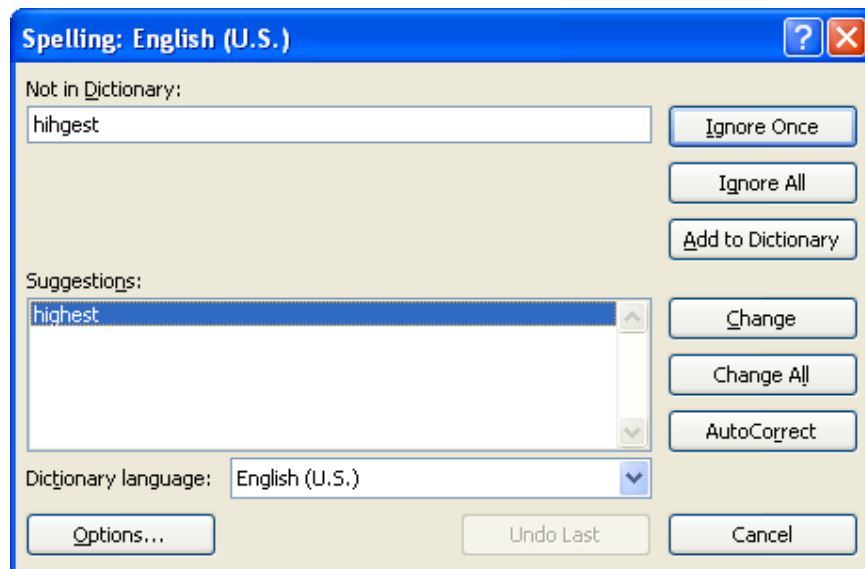 Spelling: English (U.S.)
Not in Dictionary:
hihgest
Ignore Once
Ignore All
Add to Dictionary
Suggestions:
highest
Change
Change All
AutoCorrect
Dictionary language: English (U.S.)
Options... Undo Last Cancel